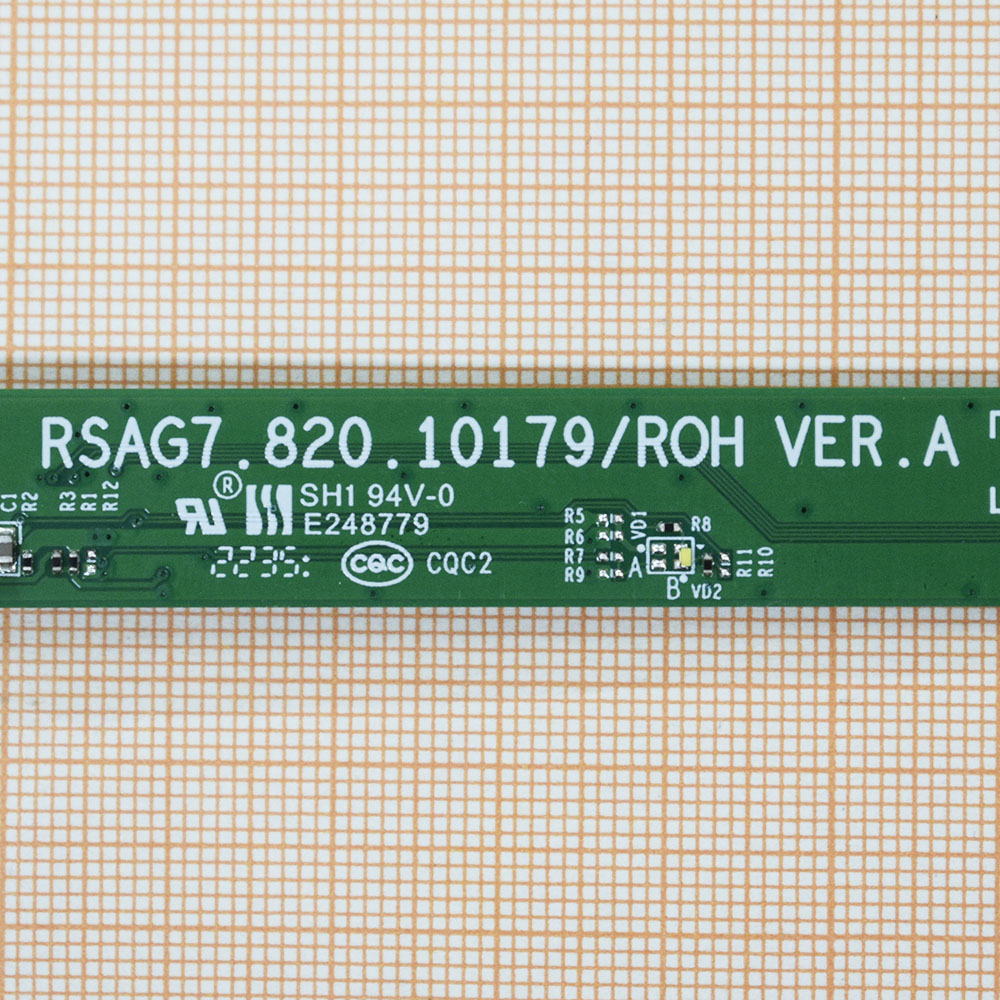 RSAG7.820.10179/ROH VER.A
C1
R2
R3
R1
R12
®
SH1 94V-0
E248779
2235:
CQC
CQC2
R5
R6
R7
R9
VD1
R8
A
B
VD2
R11
R10